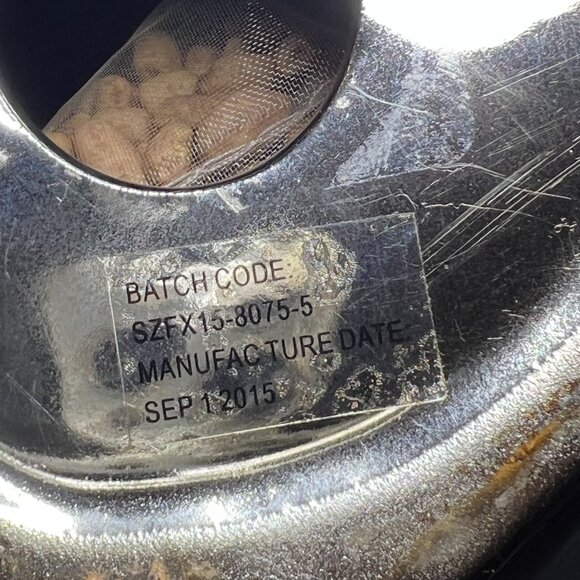 BATCH CODE:
SZFX15-8075-5
MANUFACTURE DATE:
SEP 1 2015